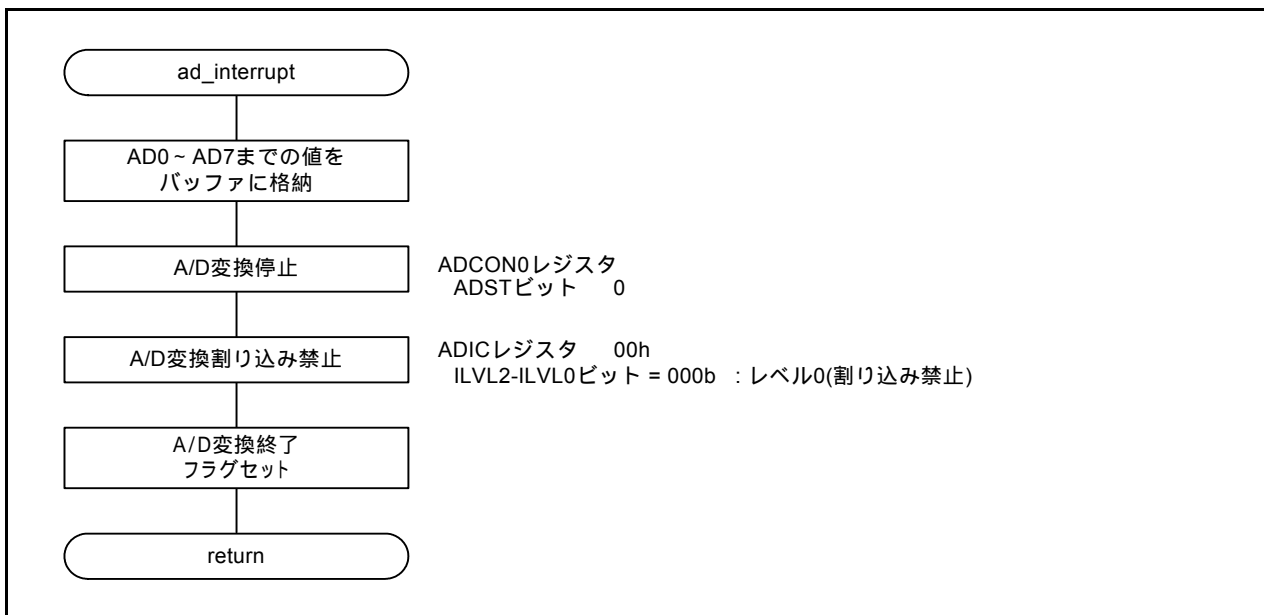 ad_interrupt
AD0 ~ AD7までの値を
バッファに格納
A/D変換停止
ADCON0レジスタ
ADSTビット 0
A/D変換割り込み禁止
ADICレジスタ 00h
ILVL2-ILVL0ビット = 000b : レベル0(割り込み禁止)
A/D変換終了
フラグセット
return